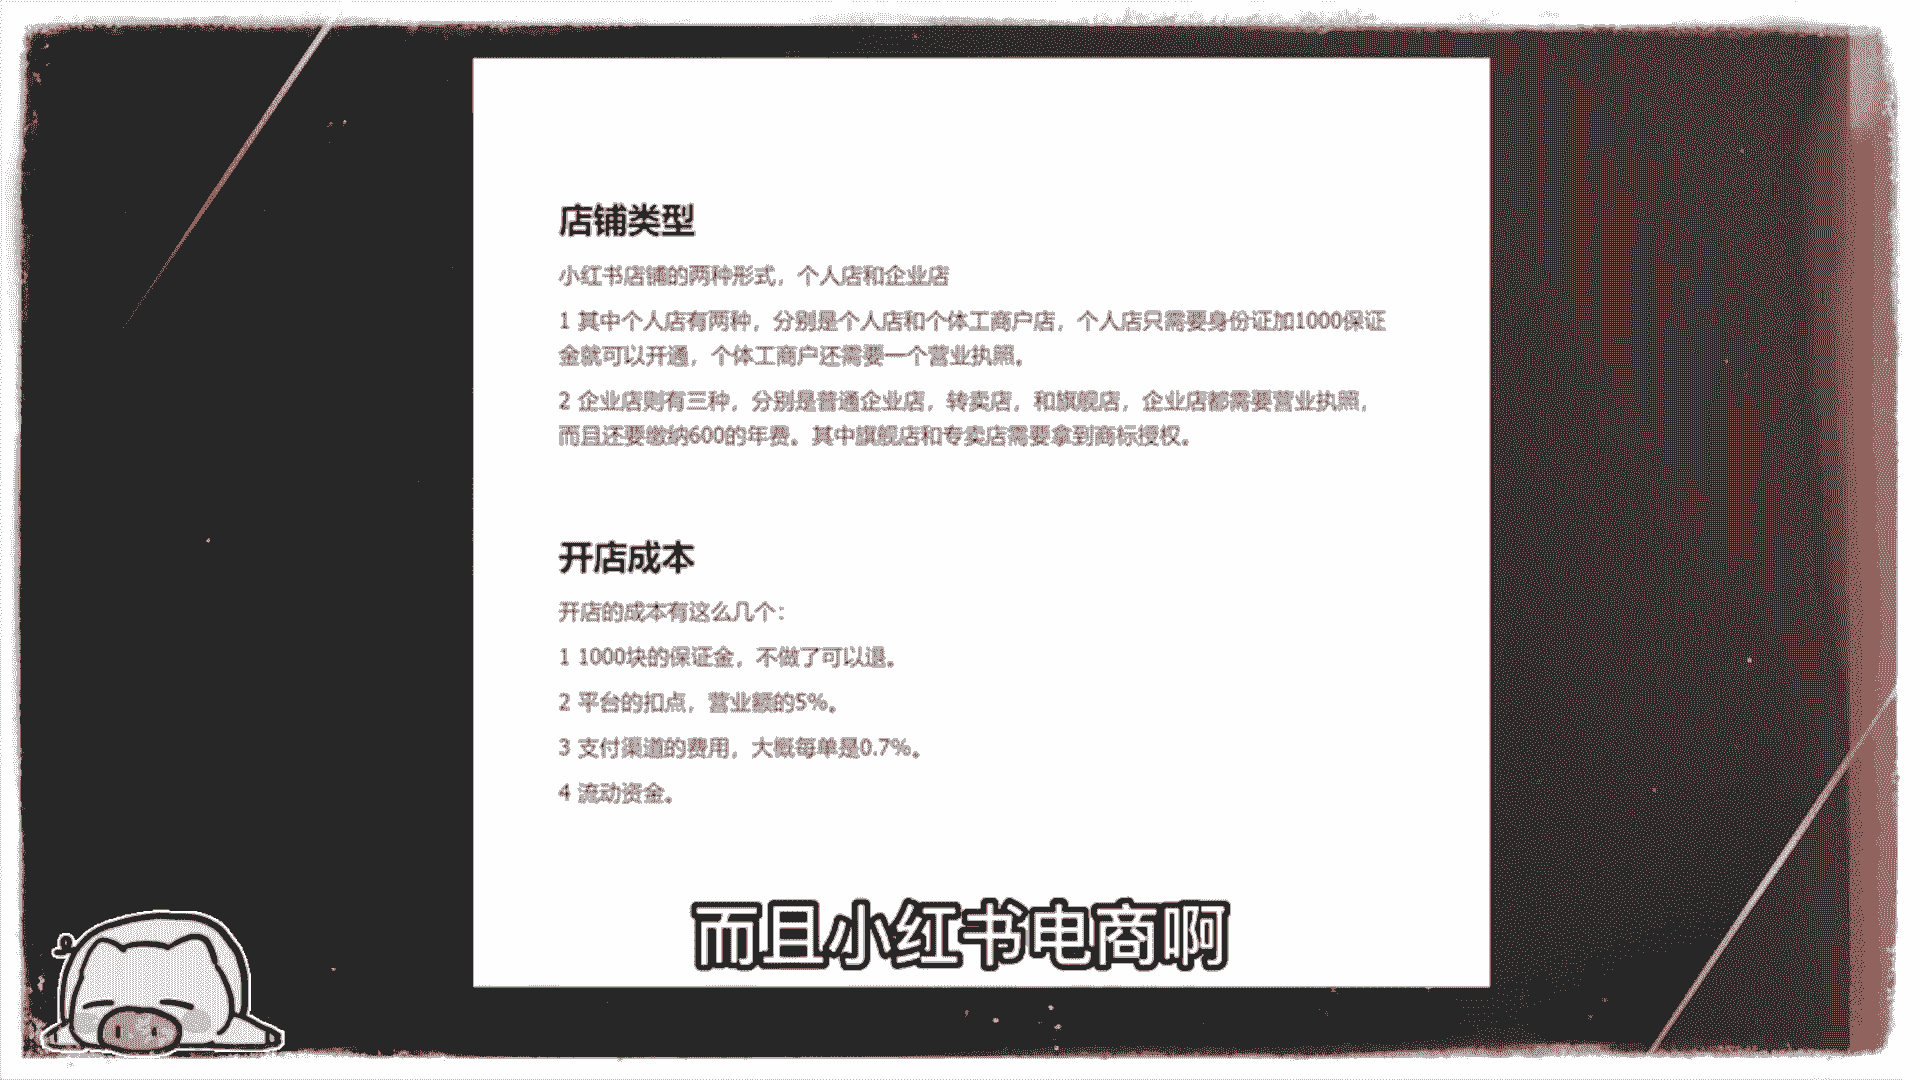 店铺类型
小红书店铺的两种形式，个人店和企业店
1 其中个人店有两种，分别是个人店和个体工商户店，个人店只需要身份证加1000保证
金就可以开通，个体工商户还需要一个营业执照。
2 企业店则有三种，分别是普通企业店，转卖店，和旗舰店，企业店都需要营业执照，
而且还要缴纳600的年费。其中旗舰店和专卖店需要拿到商标授权。
开店成本
开店的成本有这么几个：
1 1000块的保证金，不做了可以退。
2 平台的扣点，营业额的5%。
3 支付渠道的费用，大概每单是0.7%。
4 流动资金。
而且小红书电商啊